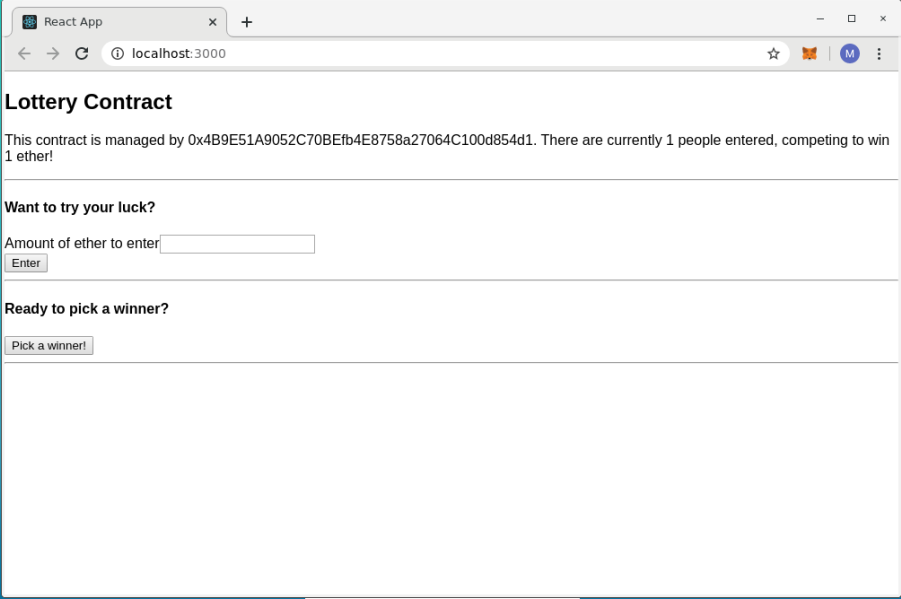 React App
localhost:3000
M
Lottery Contract
This contract is managed by 0x4B9E51A9052C70BEfb4E8758a27064C100d854d1. There are currently 1 people entered, competing to win
1 ether!
Want to try your luck?
Amount of ether to enter
Enter
Ready to pick a winner?
Pick a winner!